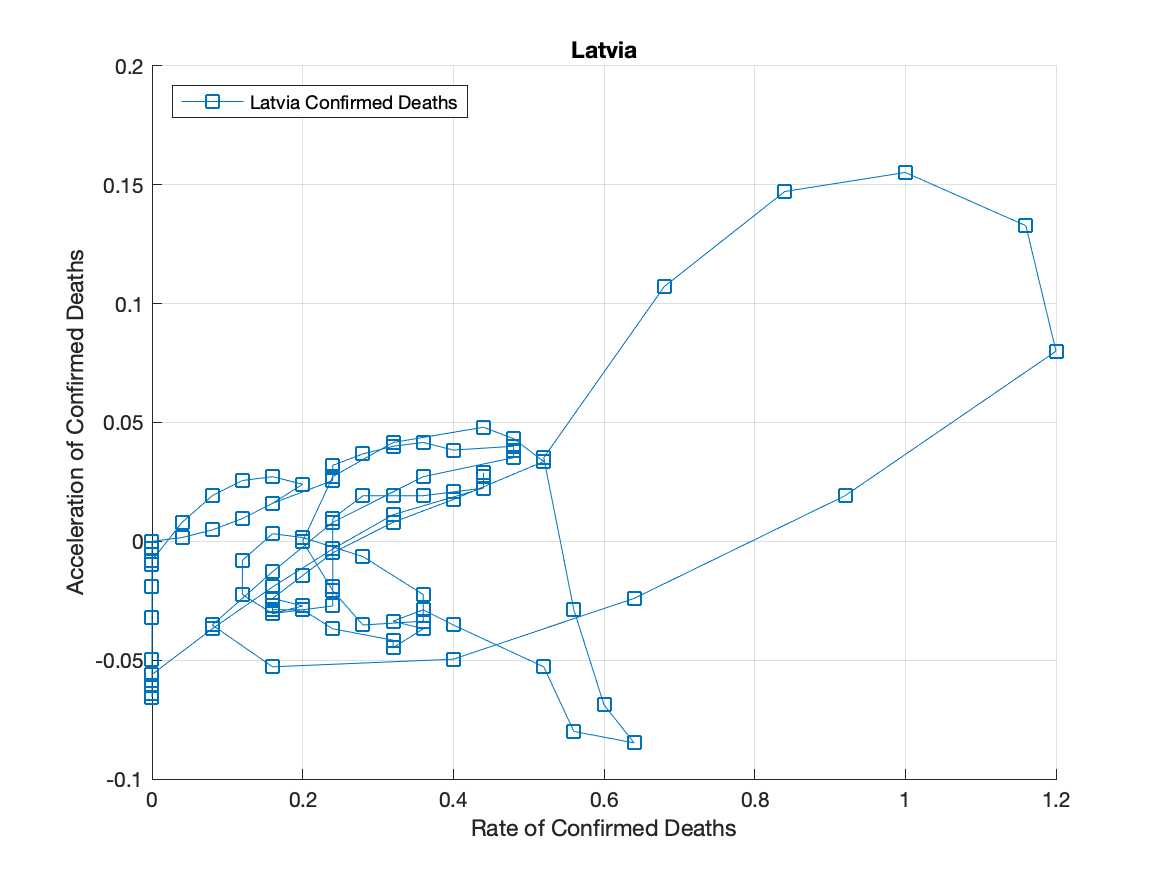 Latvia
Latvia Confirmed Deaths
0.2
0.15
0.1
0.05
0
-0.05
-0.1
Acceleration of Confirmed Deaths
0 0.2 0.4 0.6 0.8 1 1.2
Rate of Confirmed Deaths